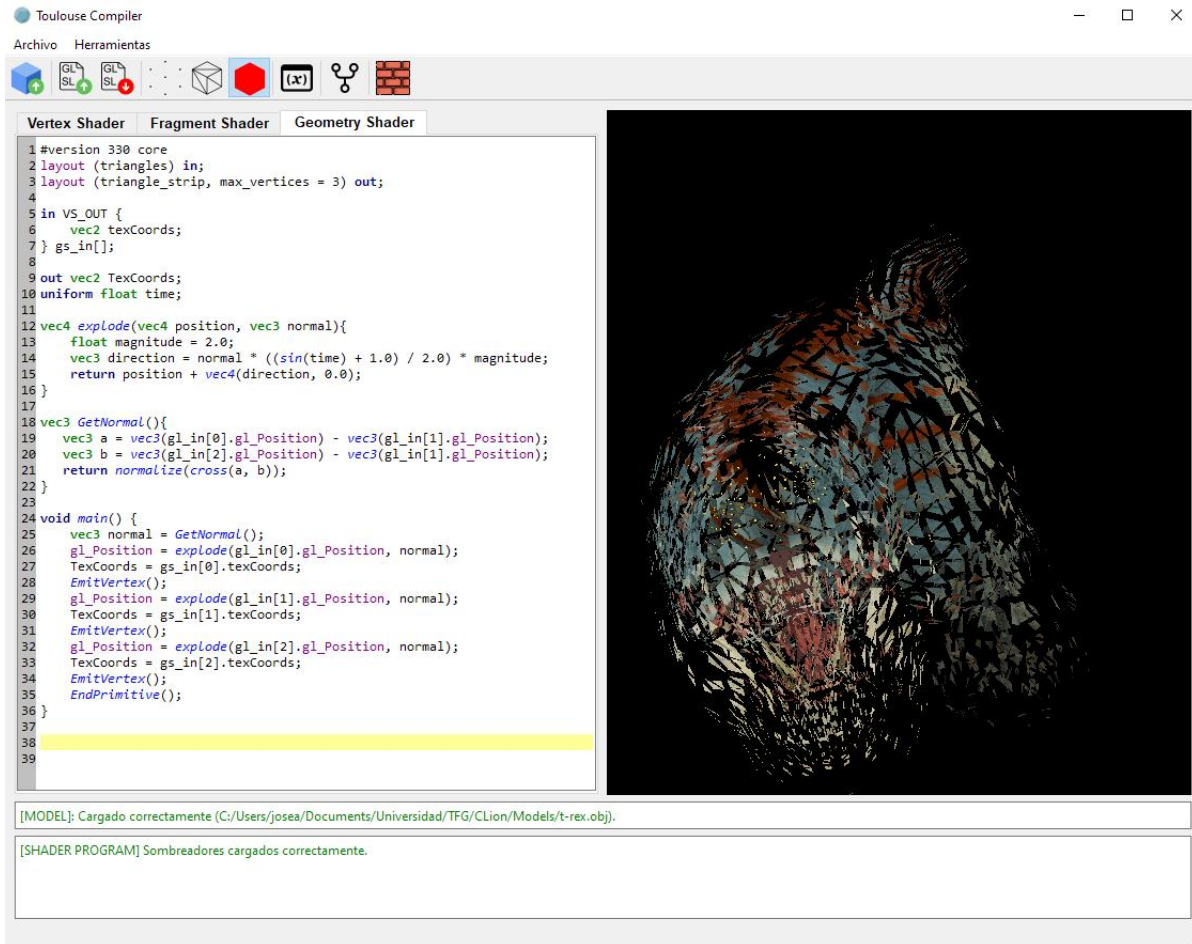 Toulouse Compiler
Archivo Herramientas
GL SL GL SL (x)
Vertex Shader Fragment Shader Geometry Shader
1 #version 330 core
2 layout (triangles) in;
3 layout (triangle_strip, max_vertices = 3) out;
4
5 in VS_OUT {
6     vec2 texCoords;
7 } gs_in[];
8
9 out vec2 TexCoords;
10 uniform float time;
11
12 vec4 explode(vec4 position, vec3 normal){
13     float magnitude = 2.0;
14     vec3 direction = normal * ((sin(time) + 1.0) / 2.0) * magnitude;
15     return position + vec4(direction, 0.0);
16 }
17
18 vec3 GetNormal(){
19    vec3 a = vec3(gl_in[0].gl_Position) - vec3(gl_in[1].gl_Position);
20    vec3 b = vec3(gl_in[2].gl_Position) - vec3(gl_in[1].gl_Position);
21    return normalize(cross(a, b));
22 }
23
24 void main() {
25     vec3 normal = GetNormal();
26     gl_Position = explode(gl_in[0].gl_Position, normal);
27     TexCoords = gs_in[0].texCoords;
28     EmitVertex();
29     gl_Position = explode(gl_in[1].gl_Position, normal);
30     TexCoords = gs_in[1].texCoords;
31     EmitVertex();
32     gl_Position = explode(gl_in[2].gl_Position, normal);
33     TexCoords = gs_in[2].texCoords;
34     EmitVertex();
35     EndPrimitive();
36 }
37
38
39
[MODEL]: Cargado correctamente (C:/Users/josea/Documents/Universidad/TFG/CLion/Models/t-rex.obj).
[SHADER PROGRAM] Sombreadores cargados correctamente.